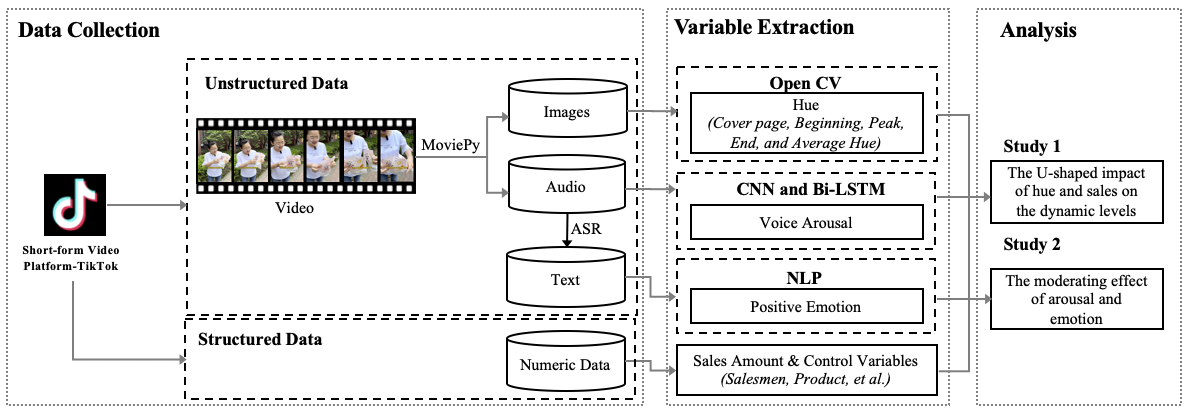 Data Collection
Unstructured Data
MoviePy
Video
Images
Audio
ASR
Text
Short-form Video
Platform-TikTok
Structured Data
Numeric Data
Variable Extraction
Open CV
Hue
(Cover page, Beginning, Peak,
End, and Average Hue)
CNN and Bi-LSTM
Voice Arousal
NLP
Positive Emotion
Sales Amount & Control Variables
(Salesmen, Product, et al.)
Analysis
Study 1
The U-shaped impact
of hue and sales on
the dynamic levels
Study 2
The moderating effect
of arousal and
emotion